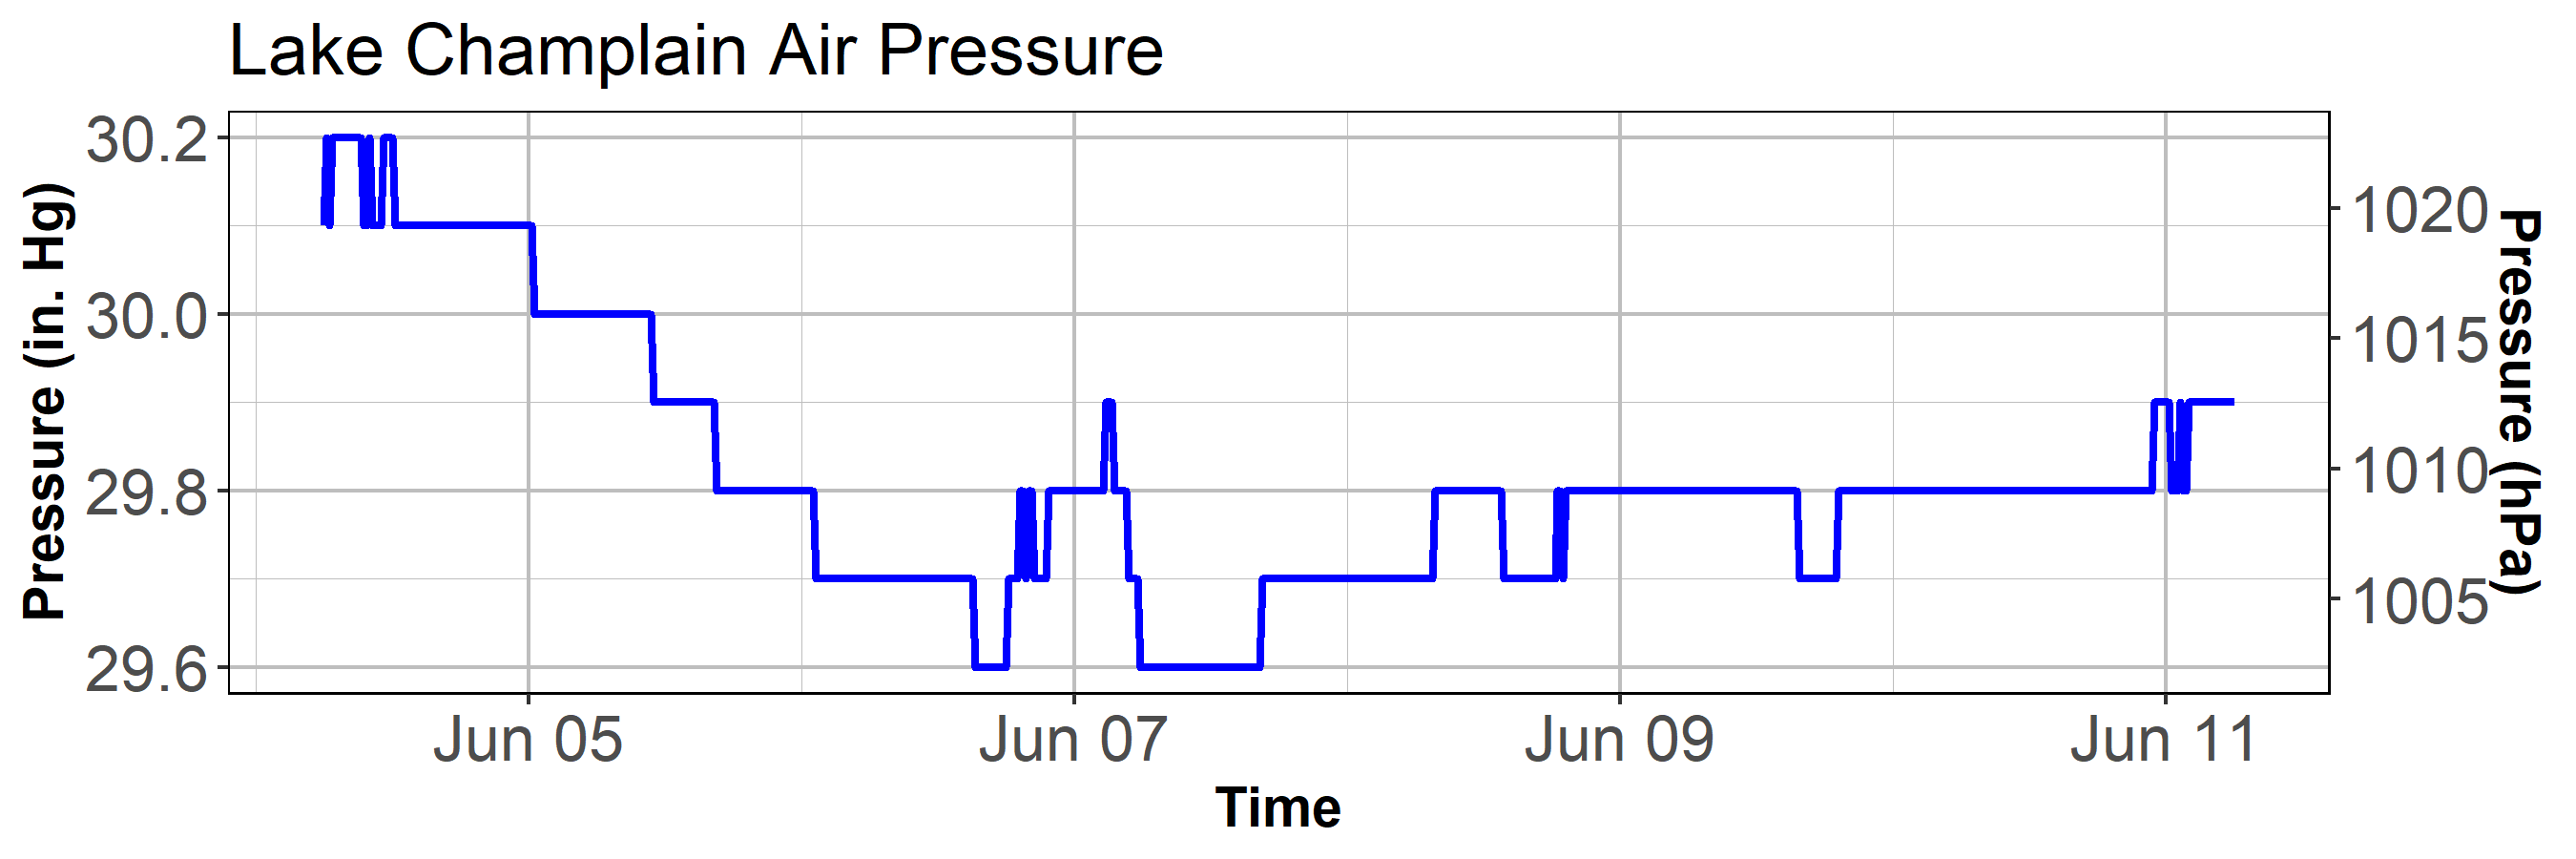 Lake Champlain Air Pressure
Pressure (in. Hg)
30.2
30.0
29.8
29.6
1020
1015
1010
1005
Pressure (hPa)
Jun 05
Jun 07
Jun 09
Jun 11
Time